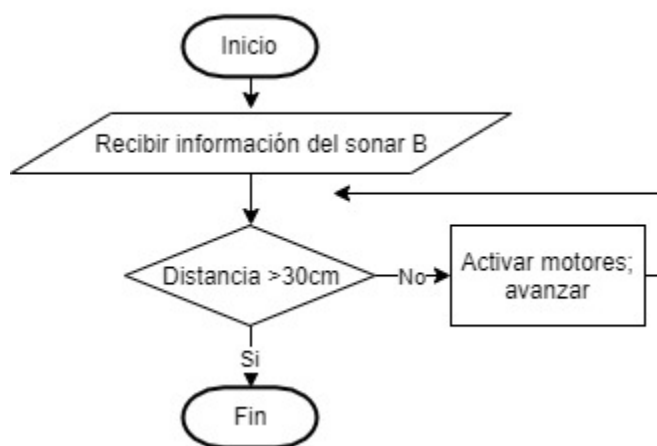 Inicio
Recibir información del sonar B
Distancia >30cm
No
Activar motores;
avanzar
Si
Fin